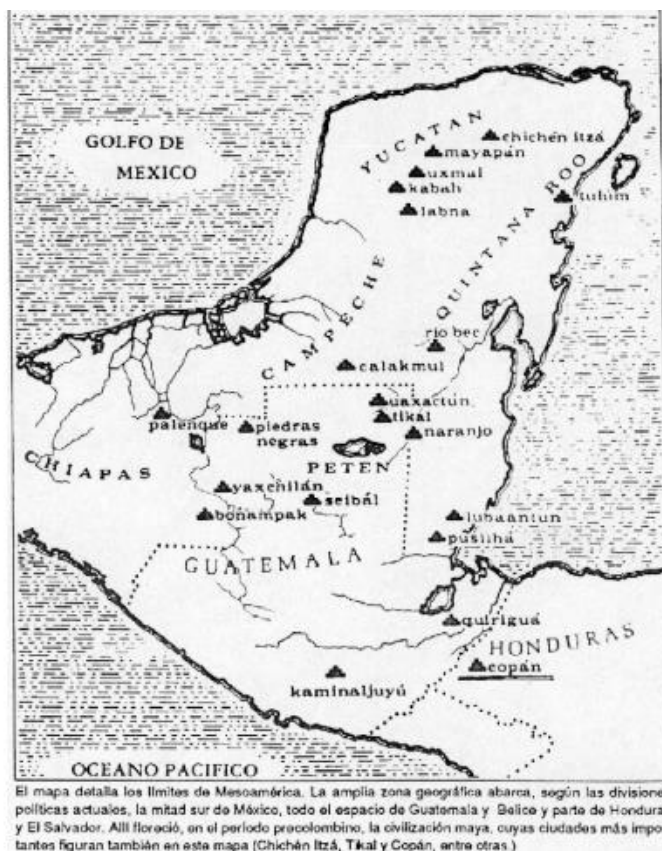 GOLFO DE
MEXICO
YUCATAN
chichén itzá
mayapán
uxmal
kabah
labna
tulum
QUINTANA ROO
CAMPECHE
rio bec
calakmul
uaxactún
tikal
naranjo
palenque
piedras
negras
CHIAPAS
PETEN
yaxchilán
seibál
bonampak
lubaantun
pusilhá
GUATEMALA
quiriguá
HONDURAS
copán
kaminaljuyú
OCEANO PACIFICO
El mapa detalla los límites de Mesoamérica. La amplia zona geográfica abarca, según las divisione
políticas actuales, la mitad sur de México, todo el espacio de Guatemala y Belice y parte de Hondura
y El Salvador. Allí floreció, en el período precolombino, la civilización maya, cuyas ciudades más impo
tantes figuran también en este mapa (Chichén Itzá, Tikal y Copán, entre otras.)